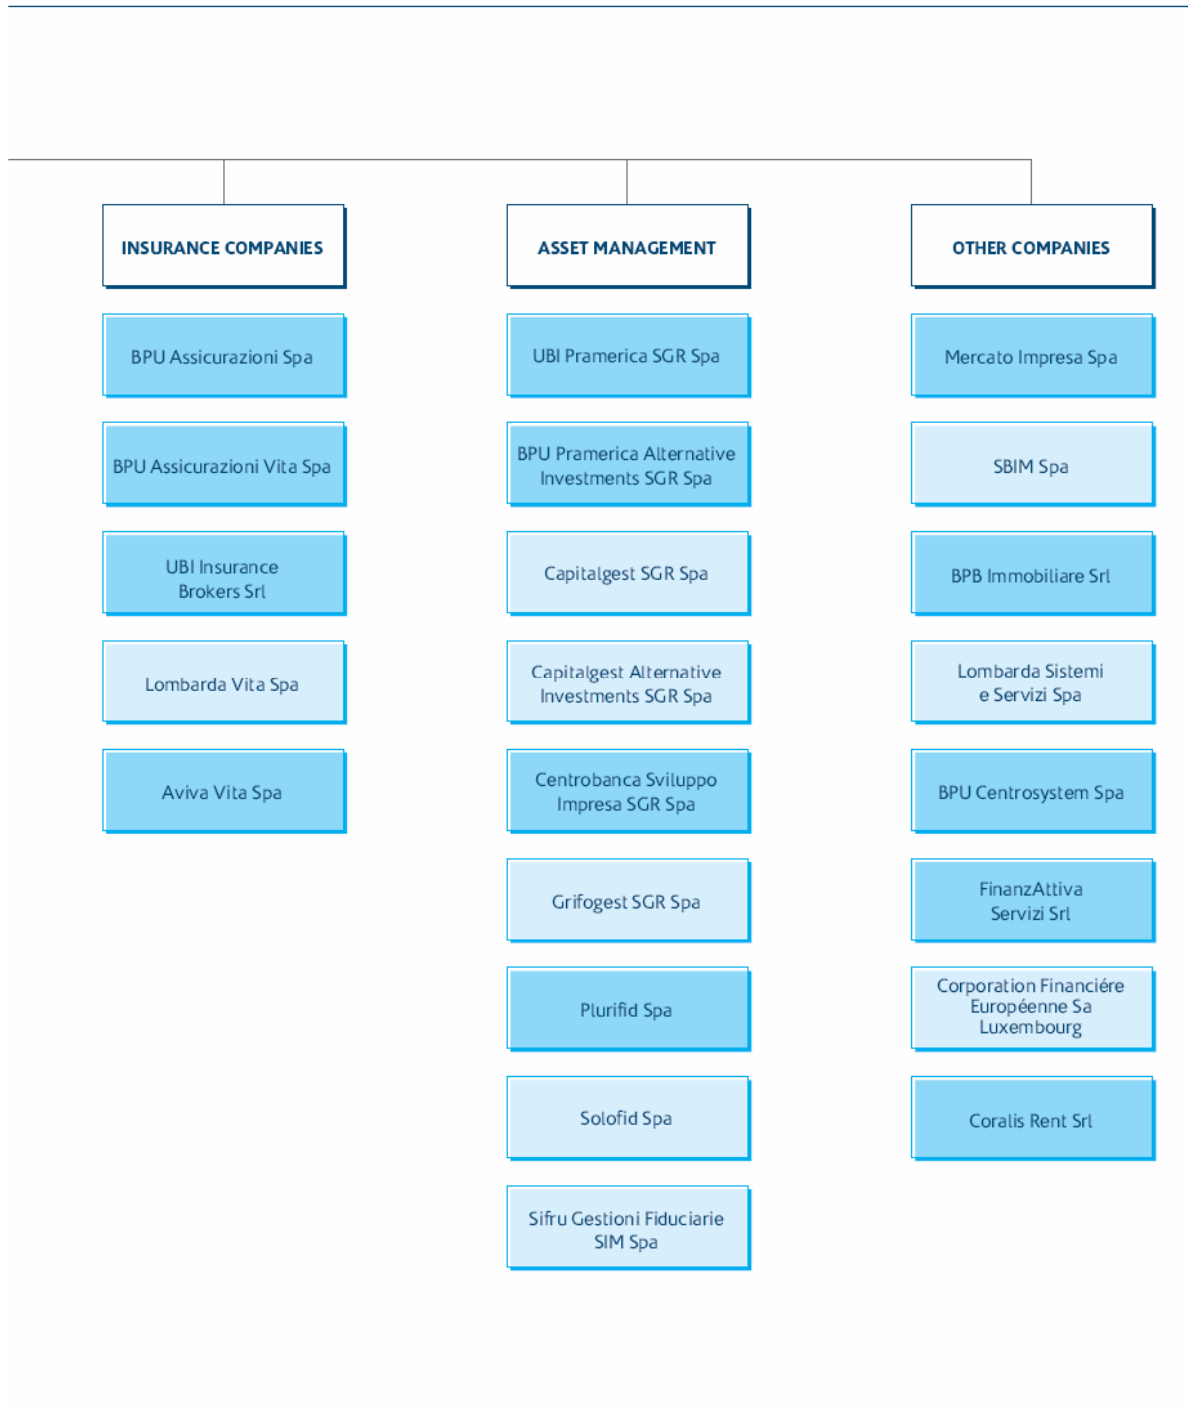 INSURANCE COMPANIES
BPU Assicurazioni Spa
BPU Assicurazioni Vita Spa
UBI Insurance
Brokers Srl
Lombarda Vita Spa
Aviva Vita Spa
ASSET MANAGEMENT
UBI Pramerica SGR Spa
BPU Pramerica Alternative
Investments SGR Spa
Capitalgest SGR Spa
Capitalgest Alternative
Investments SGR Spa
Centrobanca Sviluppo
Impresa SGR Spa
Grifogest SGR Spa
Plurifid Spa
Solofid Spa
Sifru Gestioni Fiduciarie
SIM Spa
OTHER COMPANIES
Mercato Impresa Spa
SBIM Spa
BPB Immobiliare Srl
Lombarda Sistemi
e Servizi Spa
BPU Centrosystem Spa
FinanzAttiva
Servizi Srl
Corporation Financiére
Européenne Sa
Luxembourg
Coralis Rent Srl